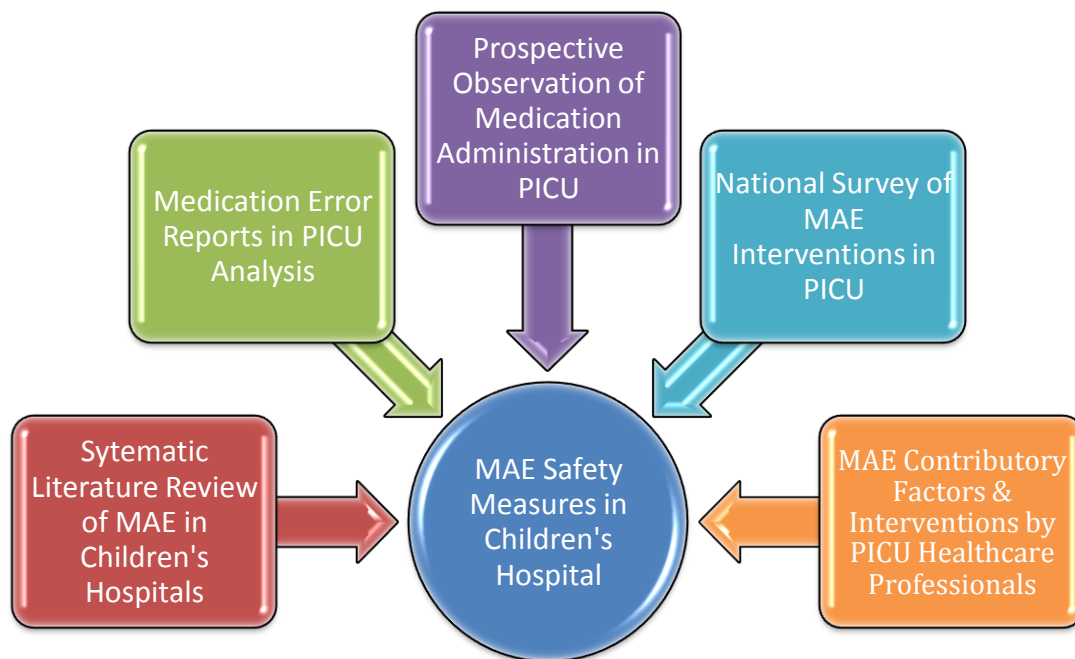 Prospective
Observation of
Medication
Administration in
PICU
Medication Error
Reports in PICU
Analysis
National Survey of
MAE
Interventions in
PICU
Sytematic
Literature Review
of MAE in
Children's
Hospitals
MAE Safety
Measures in
Children's
Hospital
MAE Contributory
Factors &
Interventions by
PICU Healthcare
Professionals